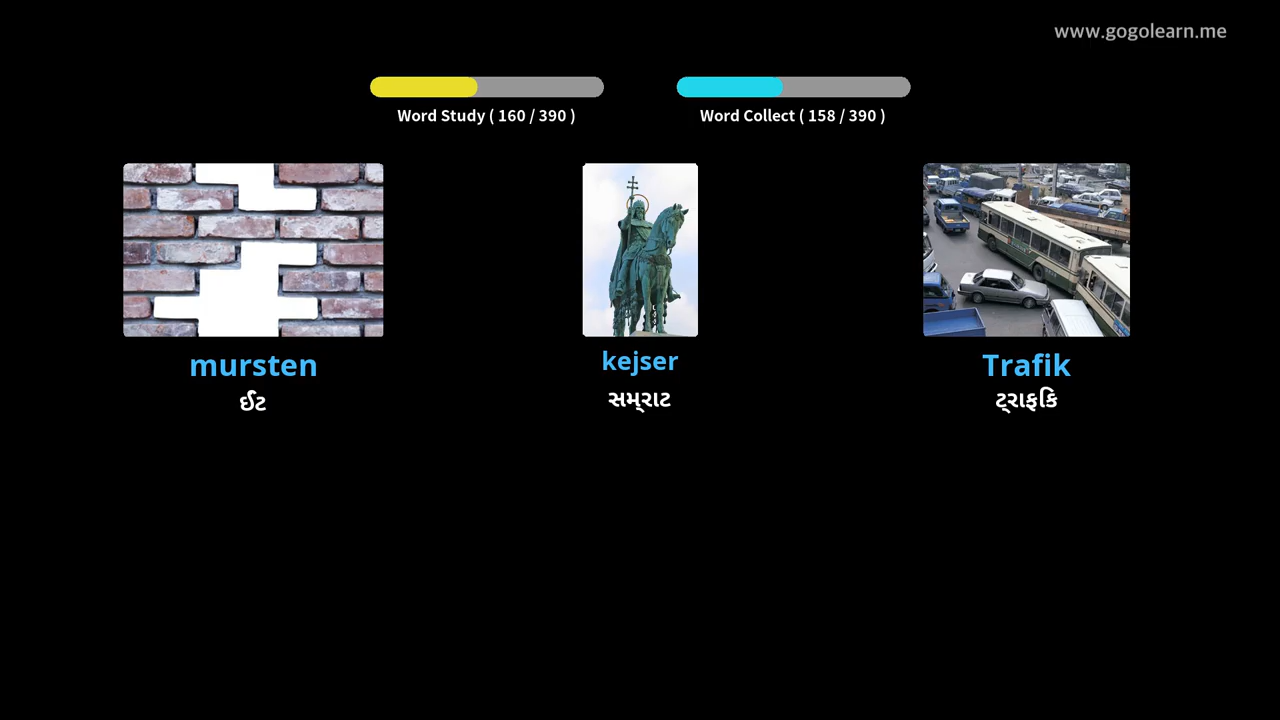 www.gogolearn.me
Word Study ( 160 / 390 )
Word Collect ( 158 / 390 )
mursten
kejser
Trafik
ઈંટ
સમ્રાટ
ટ્રાફિક